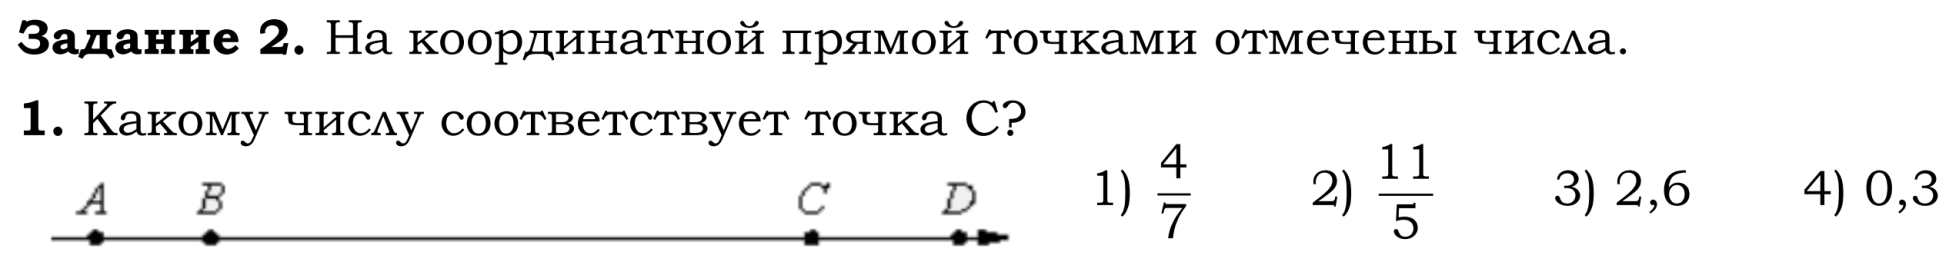 Задание 2. На координатной прямой точками отмечены числа.
1. Какому числу соответствует точка C?
A B C D
1) 4/7 2) 11/5 3) 2,6 4) 0,3